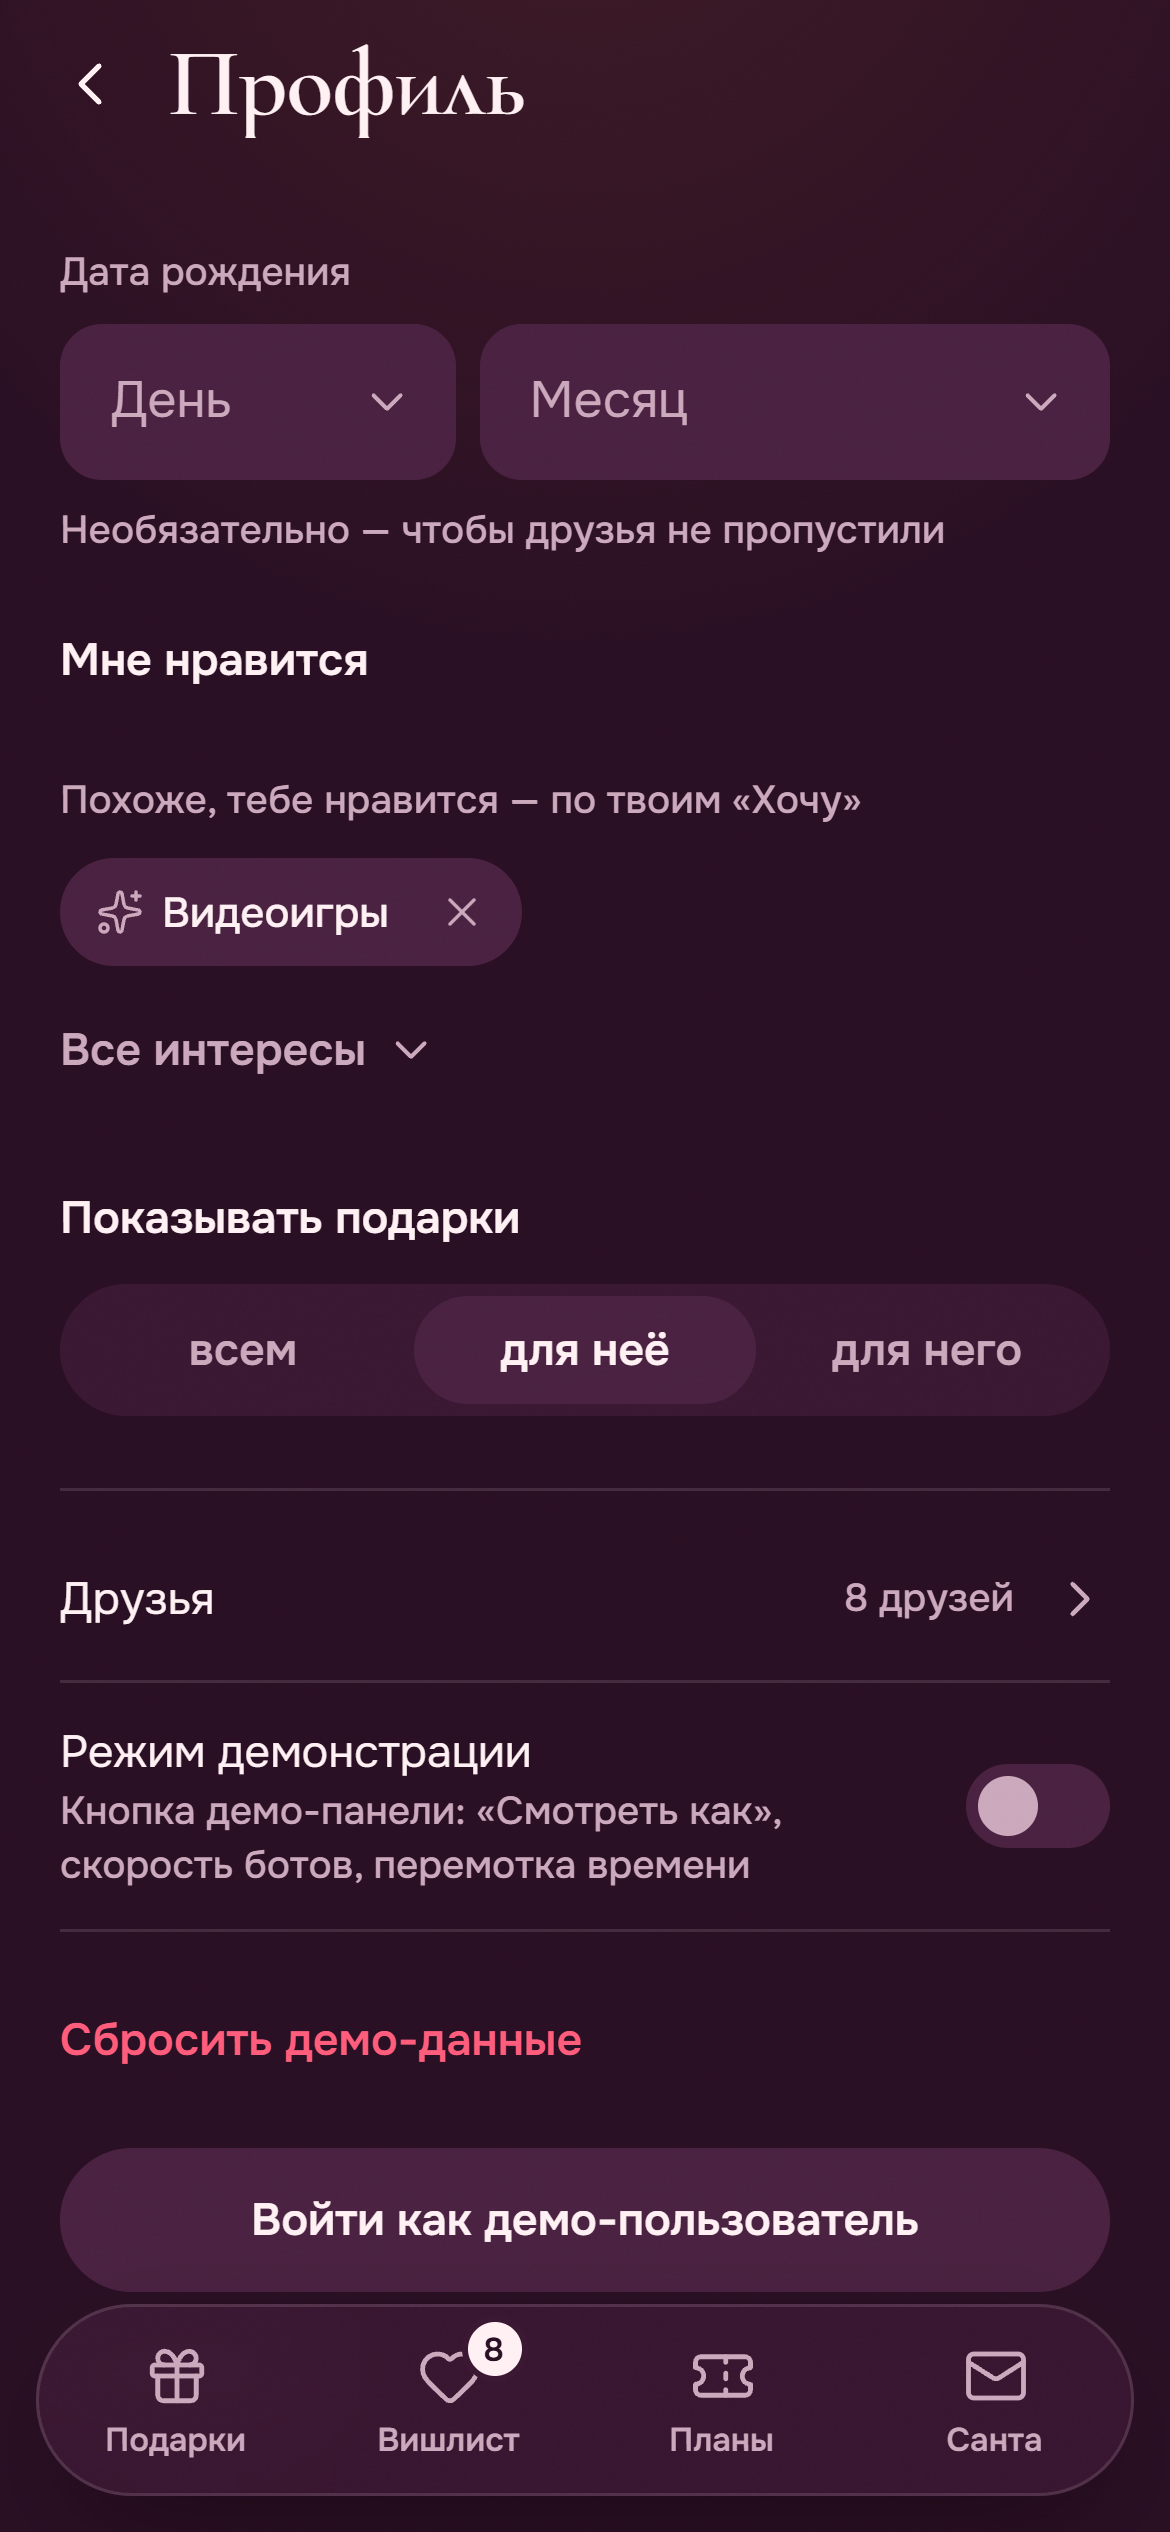 Профиль
Дата рождения
День
Месяц
Необязательно — чтобы друзья не пропустили
Мне нравится
Похоже, тебе нравится — по твоим «Хочу»
Видеоигры
Все интересы
Показывать подарки
всем
для неё
для него
Друзья
8 друзей
Режим демонстрации
Кнопка демо-панели: «Смотреть как»,
скорость ботов, перемотка времени
Сбросить демо-данные
Войти как демо-пользователь
8
Подарки
Вишлист
Планы
Санта